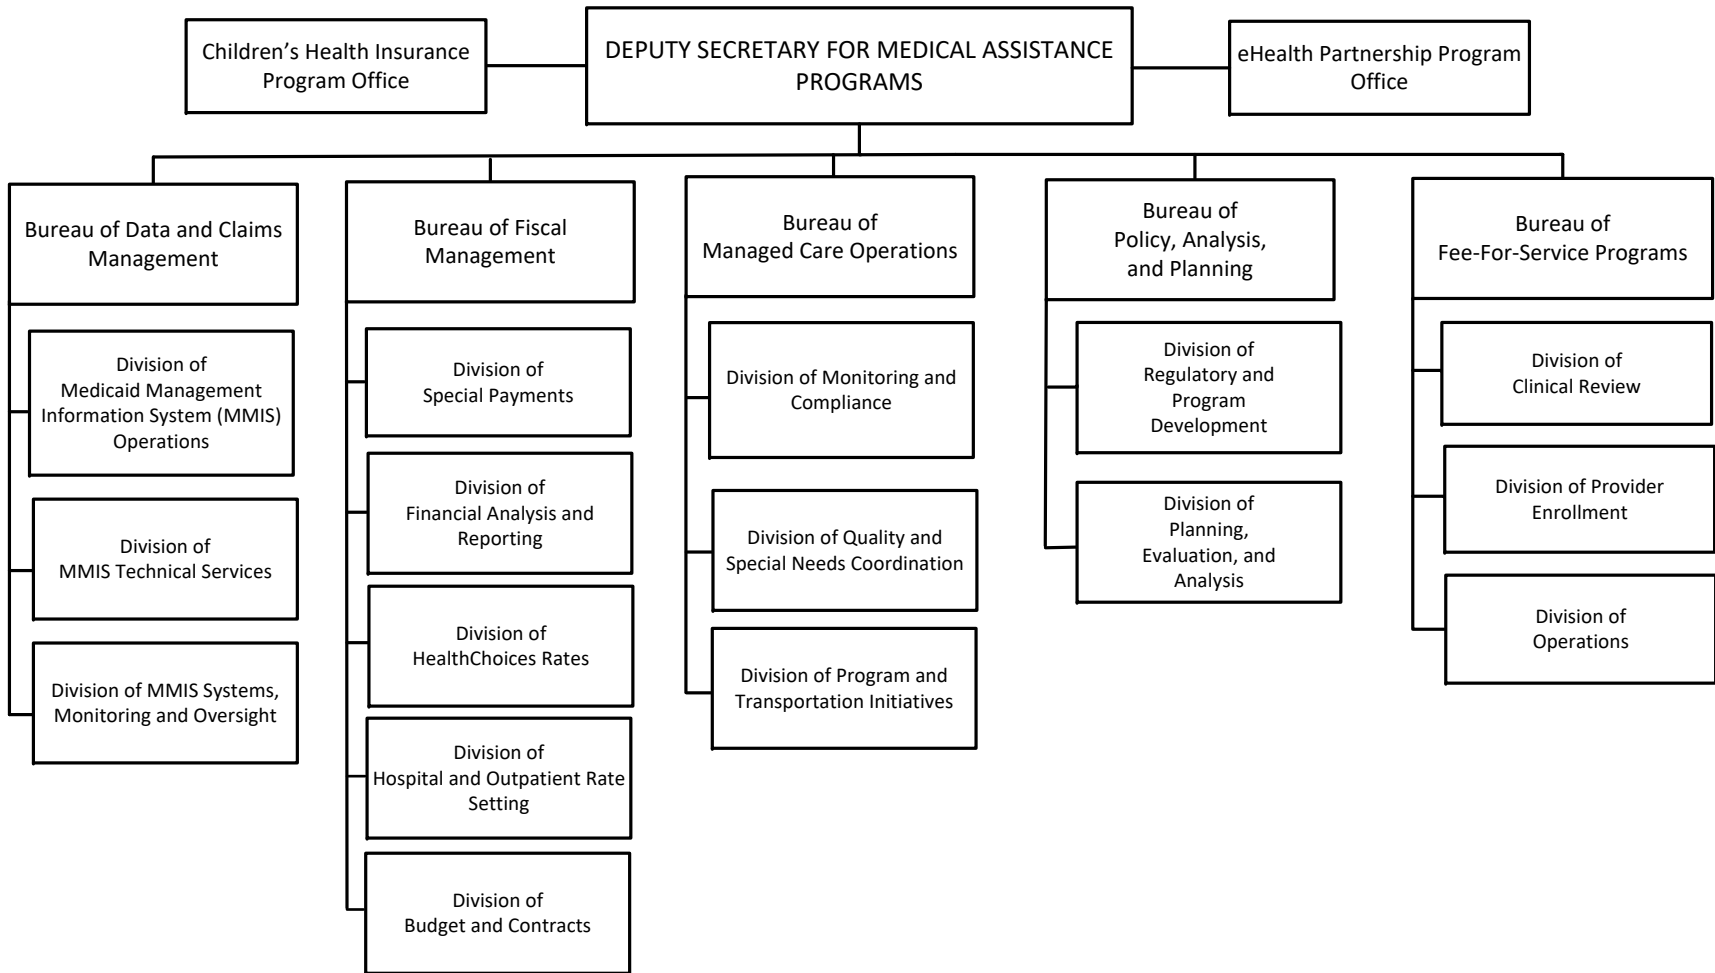 Children’s Health Insurance
Program Office
DEPUTY SECRETARY FOR MEDICAL ASSISTANCE
PROGRAMS
eHealth Partnership Program
Office
Bureau of Data and Claims
Management
Division of
Medicaid Management
Information System (MMIS)
Operations
Division of
MMIS Technical Services
Division of MMIS Systems,
Monitoring and Oversight
Bureau of Fiscal
Management
Division of
Special Payments
Division of
Financial Analysis and
Reporting
Division of
HealthChoices Rates
Division of
Hospital and Outpatient Rate
Setting
Division of
Budget and Contracts
Bureau of
Managed Care Operations
Division of Monitoring and
Compliance
Division of Quality and
Special Needs Coordination
Division of Program and
Transportation Initiatives
Bureau of
Policy, Analysis,
and Planning
Division of
Regulatory and
Program
Development
Division of
Planning,
Evaluation, and
Analysis
Bureau of
Fee-For-Service Programs
Division of
Clinical Review
Division of Provider
Enrollment
Division of
Operations